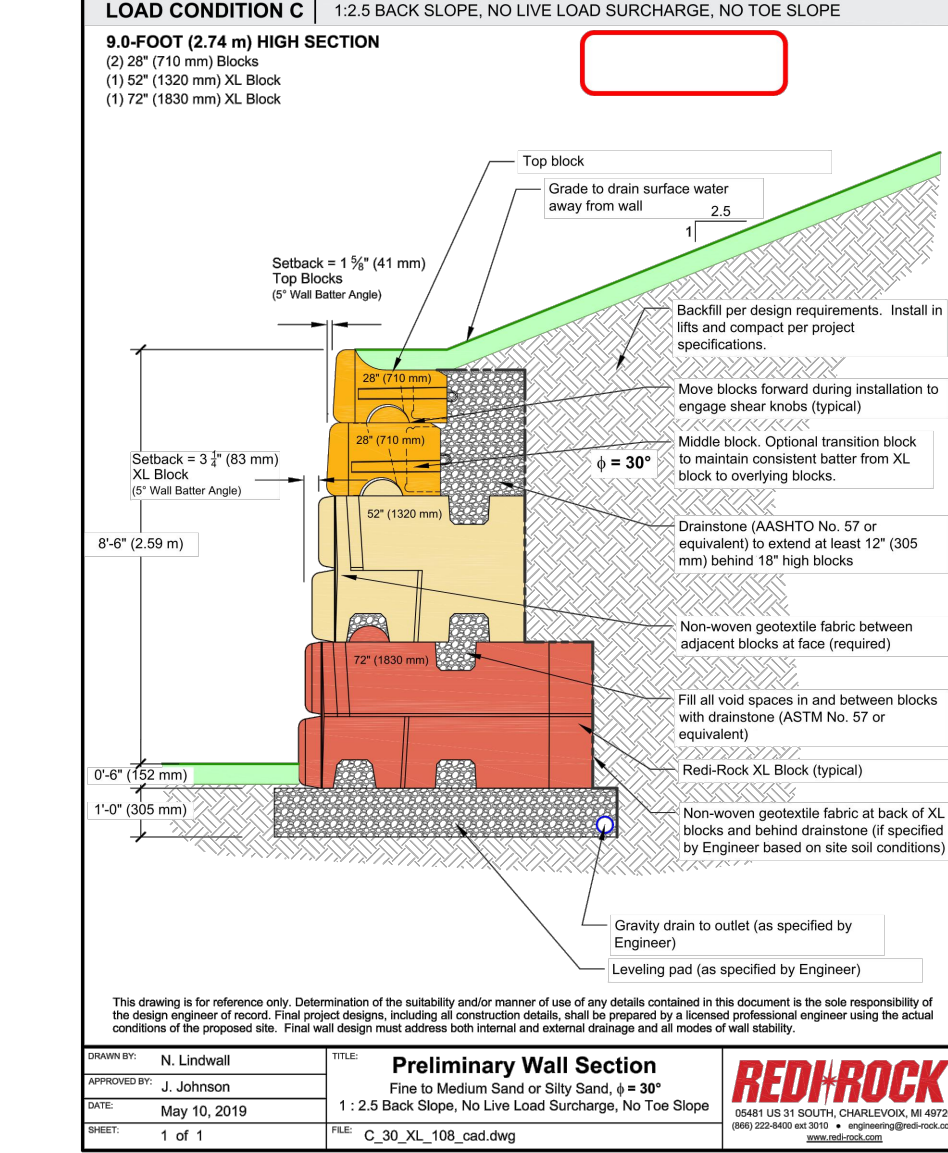 LOAD CONDITION C
1:2.5 BACK SLOPE, NO LIVE LOAD SURCHARGE, NO TOE SLOPE
9.0-FOOT (2.74 m) HIGH SECTION
(2) 28" (710 mm) Blocks
(1) 52" (1320 mm) XL Block
(1) 72" (1830 mm) XL Block
Top block
Grade to drain surface water
away from wall
2.5
1
Setback = 1 ⅝" (41 mm)
Top Blocks
(5° Wall Batter Angle)
Backfill per design requirements. Install in
lifts and compact per project
specifications.
28" (710 mm)
Move blocks forward during installation to
engage shear knobs (typical)
28" (710 mm)
Middle block. Optional transition block
to maintain consistent batter from XL
block to overlying blocks.
Setback = 3 ¼" (83 mm)
XL Block
(5° Wall Batter Angle)
ϕ = 30°
52" (1320 mm)
Drainstone (AASHTO No. 57 or
equivalent) to extend at least 12" (305
mm) behind 18" high blocks
8'-6" (2.59 m)
Non-woven geotextile fabric between
adjacent blocks at face (required)
72" (1830 mm)
Fill all void spaces in and between blocks
with drainstone (ASTM No. 57 or
equivalent)
Redi-Rock XL Block (typical)
0'-6" (152 mm)
1'-0" (305 mm)
Non-woven geotextile fabric at back of XL
blocks and behind drainstone (if specified
by Engineer based on site soil conditions)
Gravity drain to outlet (as specified by
Engineer)
Leveling pad (as specified by Engineer)
This drawing is for reference only. Determination of the suitability and/or manner of use of any details contained in this document is the sole responsibility of
the design engineer of record. Final project designs, including all construction details, shall be prepared by a licensed professional engineer using the actual
conditions of the proposed site. Final wall design must address both internal and external drainage and all modes of wall stability.
DRAWN BY: N. Lindwall
APPROVED BY: J. Johnson
DATE: May 10, 2019
SHEET: 1 of 1
TITLE: Preliminary Wall Section
Fine to Medium Sand or Silty Sand, ϕ = 30°
1 : 2.5 Back Slope, No Live Load Surcharge, No Toe Slope
FILE: C_30_XL_108_cad.dwg
REDI-ROCK
05481 US 31 SOUTH, CHARLEVOIX, MI 4972
(866) 222-8400 ext 3010 • engineering@redi-rock.co
www.redi-rock.com